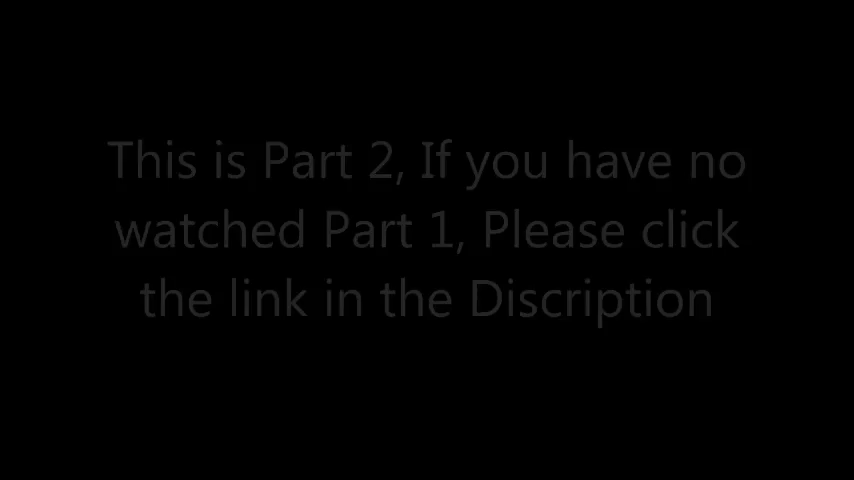 This is Part 2, If you have no
watched Part 1, Please click
the link in the Discription